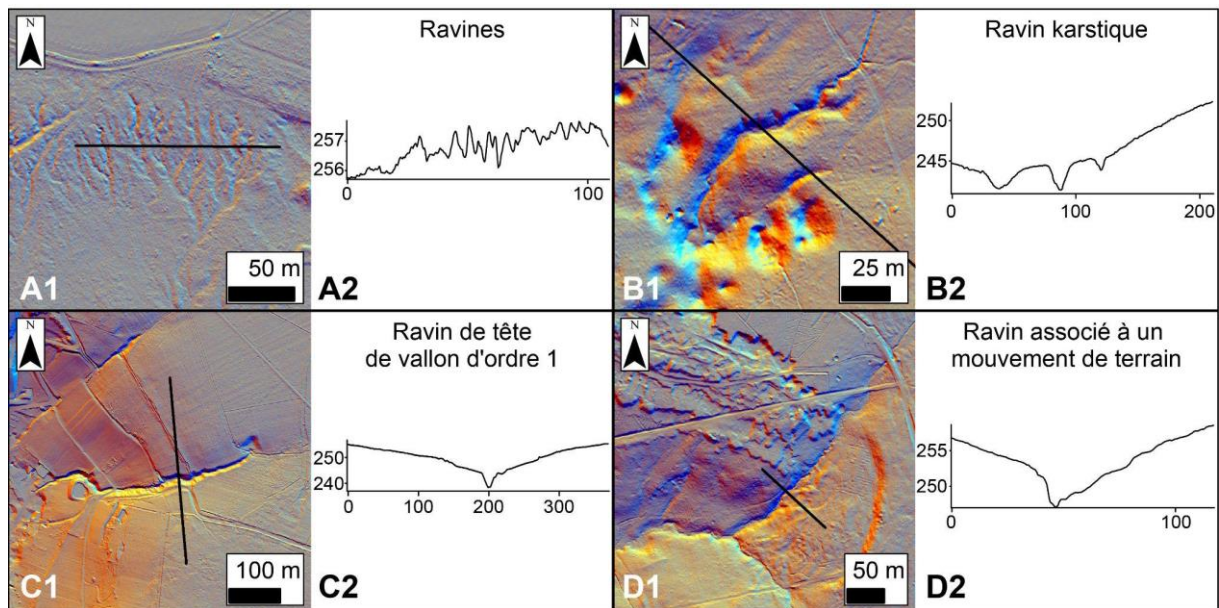 N
Ravines
257
256
0
100
50 m
A1
A2
N
Ravin karstique
250
245
0
100
200
25 m
B1
B2
N
Ravin de tête
de vallon d'ordre 1
250
240
0
100
200
300
100 m
C1
C2
N
Ravin associé à un
mouvement de terrain
255
250
0
100
50 m
D1
D2